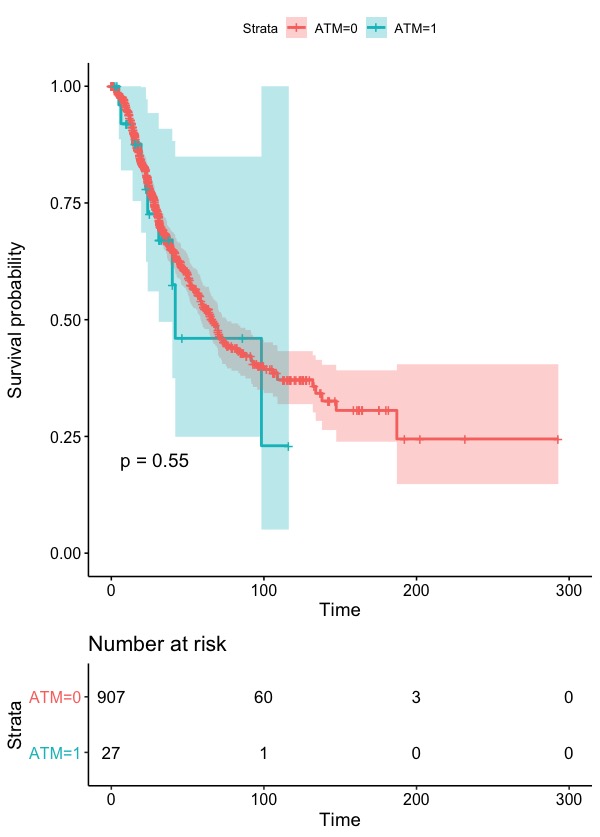 Strata ATM=0 ATM=1
1.00
0.75
0.50
0.25
0.00
Survival probability
p = 0.55
0 100 200 300
Time
Number at risk
Strata
ATM=0 907 60 3 0
ATM=1 27 1 0 0
0 100 200 300
Time